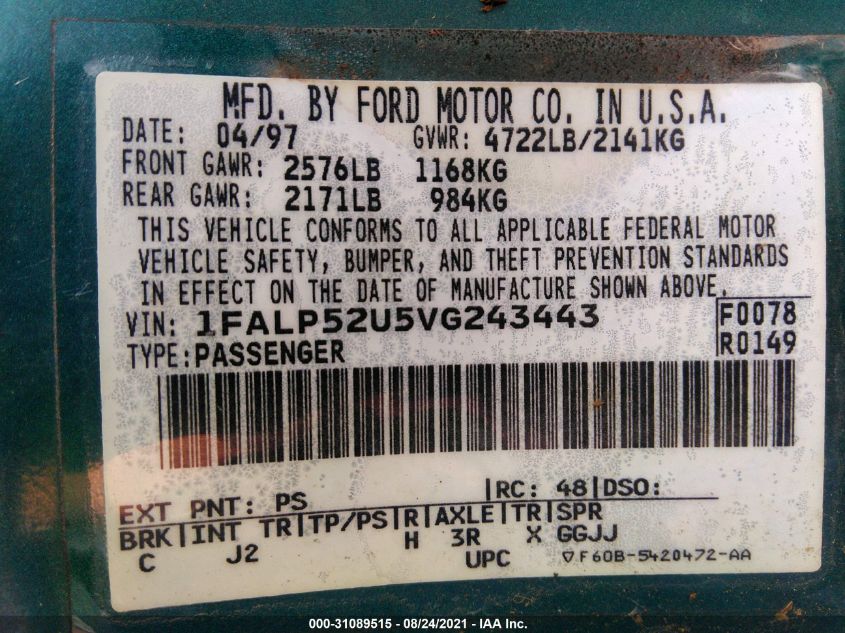 MFD. BY FORD MOTOR CO. IN U.S.A.
DATE: 04/97 GVWR: 4722LB/2141KG
FRONT GAWR: 2576LB 1168KG
REAR GAWR: 2171LB 984KG
THIS VEHICLE CONFORMS TO ALL APPLICABLE FEDERAL MOTOR
VEHICLE SAFETY, BUMPER, AND THEFT PREVENTION STANDARDS
IN EFFECT ON THE DATE OF MANUFACTURE SHOWN ABOVE.
VIN: 1FALP52U5VG243443 F0078
TYPE:PASSENGER R0149
EXT PNT: PS |RC: 48|DSO:
BRK|INT TR|TP/PS|R|AXLE|TR|SPR
C J2 H 3R X GGJJ
UPC ▽F60B-5420472-AA
000-31089515 - 08/24/2021 - IAA Inc.